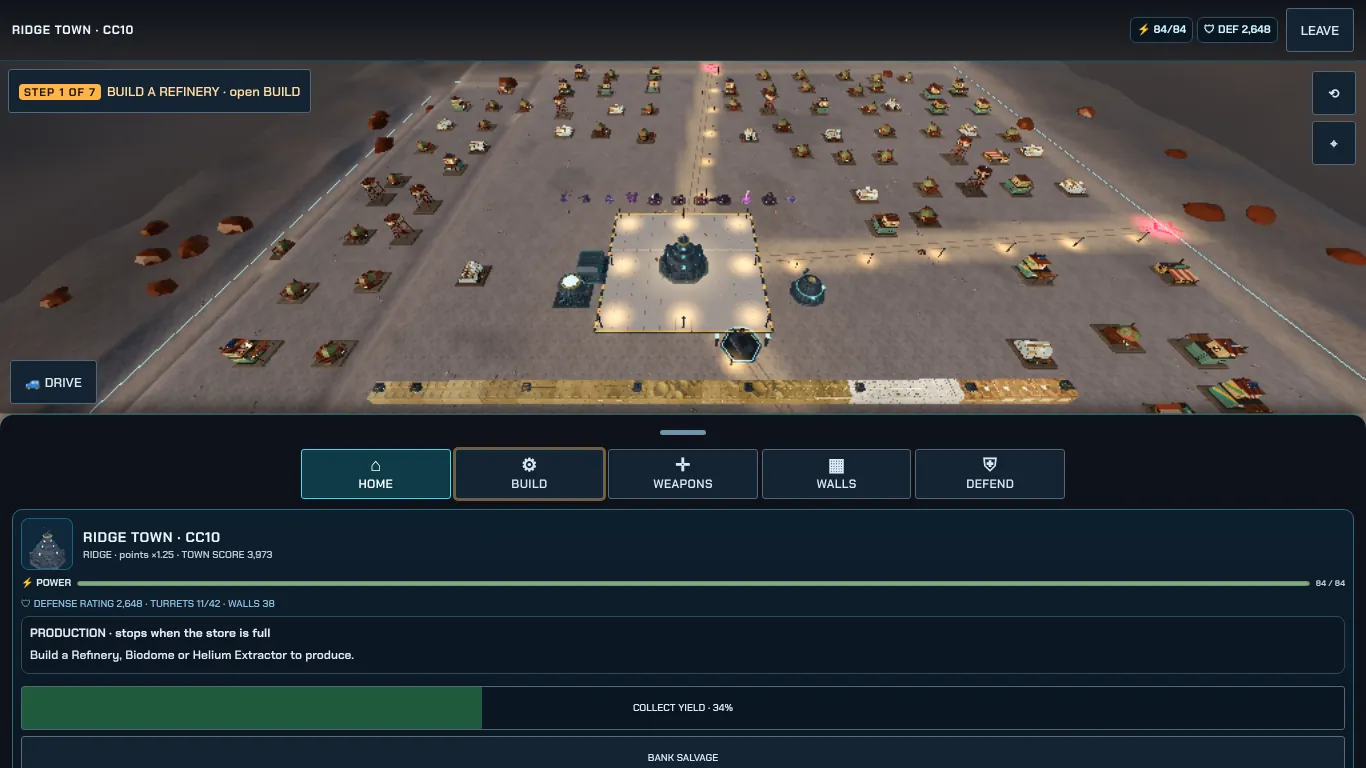 RIDGE TOWN · CC10
⚡ 84/84
DEF 2,648
LEAVE
STEP 1 OF 7 BUILD A REFINERY · open BUILD
DRIVE
HOME
BUILD
WEAPONS
WALLS
DEFEND
RIDGE TOWN · CC10
RIDGE · points ×1.25 · TOWN SCORE 3,973
⚡ POWER 84 / 84
DEFENSE RATING 2,648 · TURRETS 11/42 · WALLS 38
PRODUCTION · stops when the store is full
Build a Refinery, Biodome or Helium Extractor to produce.
COLLECT YIELD · 34%
BANK SALVAGE